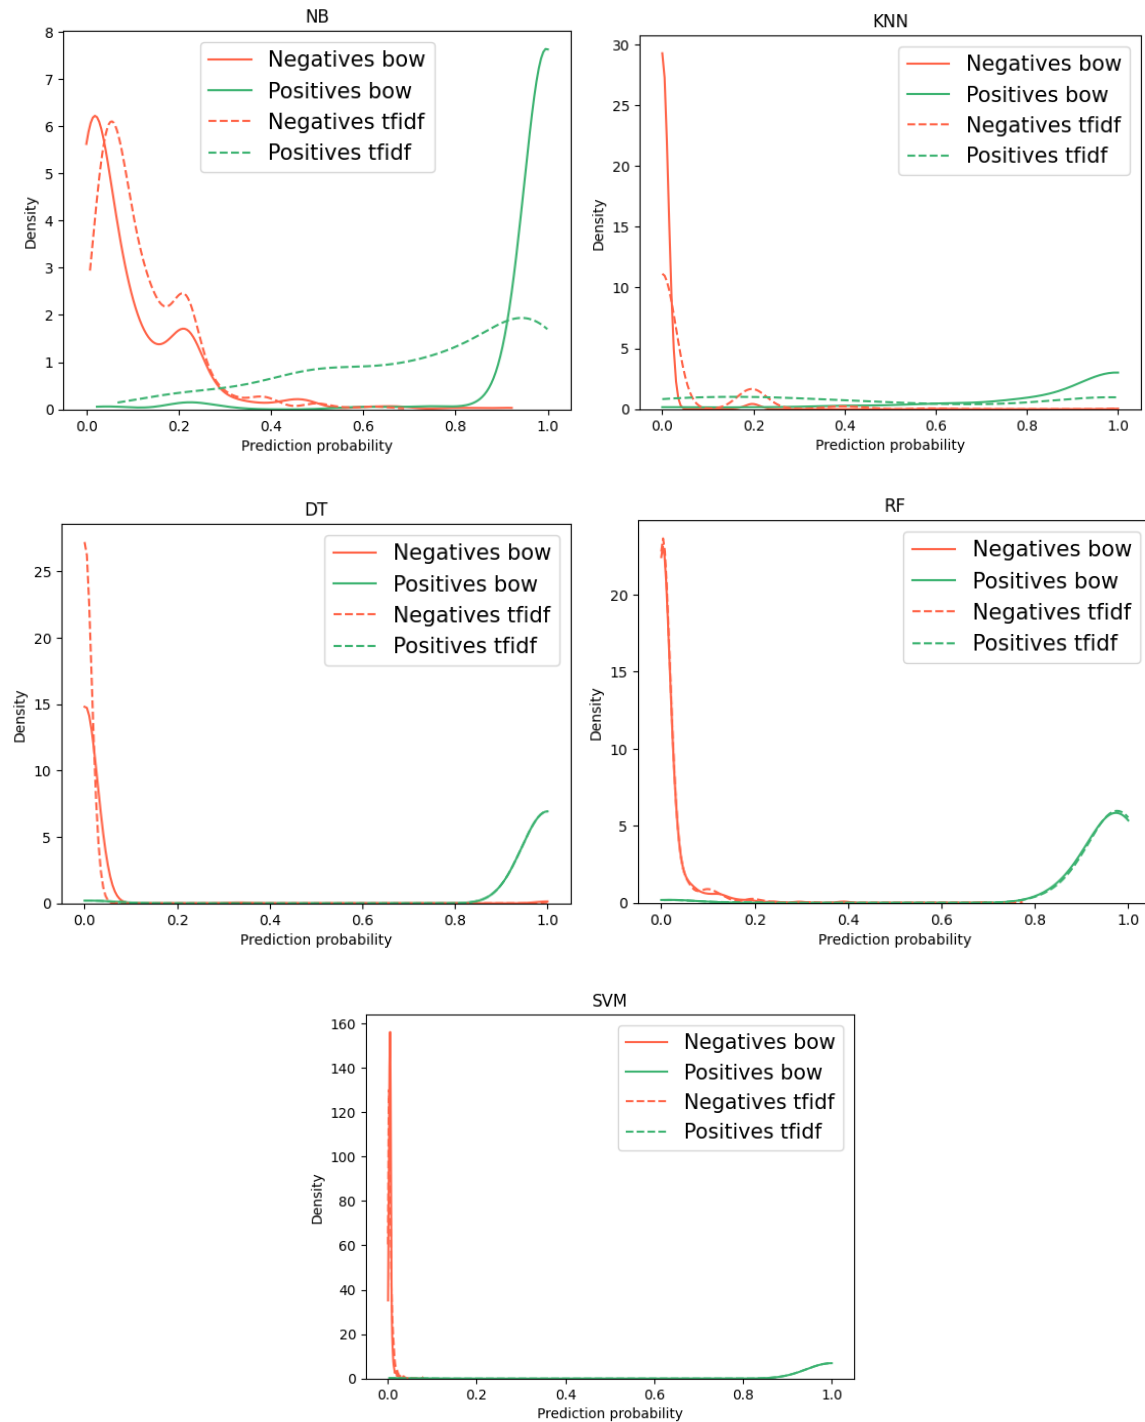 NB
8
7
6
5
4
3
2
1
0
Density
Negatives bow
Positives bow
Negatives tfidf
Positives tfidf
0.0 0.2 0.4 0.6 0.8 1.0
Prediction probability
KNN
30
25
20
15
10
5
0
Density
Negatives bow
Positives bow
Negatives tfidf
Positives tfidf
0.0 0.2 0.4 0.6 0.8 1.0
Prediction probability
DT
25
20
15
10
5
0
Density
Negatives bow
Positives bow
Negatives tfidf
Positives tfidf
0.0 0.2 0.4 0.6 0.8 1.0
Prediction probability
RF
20
15
10
5
0
Density
Negatives bow
Positives bow
Negatives tfidf
Positives tfidf
0.0 0.2 0.4 0.6 0.8 1.0
Prediction probability
SVM
160
140
120
100
80
60
40
20
0
Density
Negatives bow
Positives bow
Negatives tfidf
Positives tfidf
0.0 0.2 0.4 0.6 0.8 1.0
Prediction probability